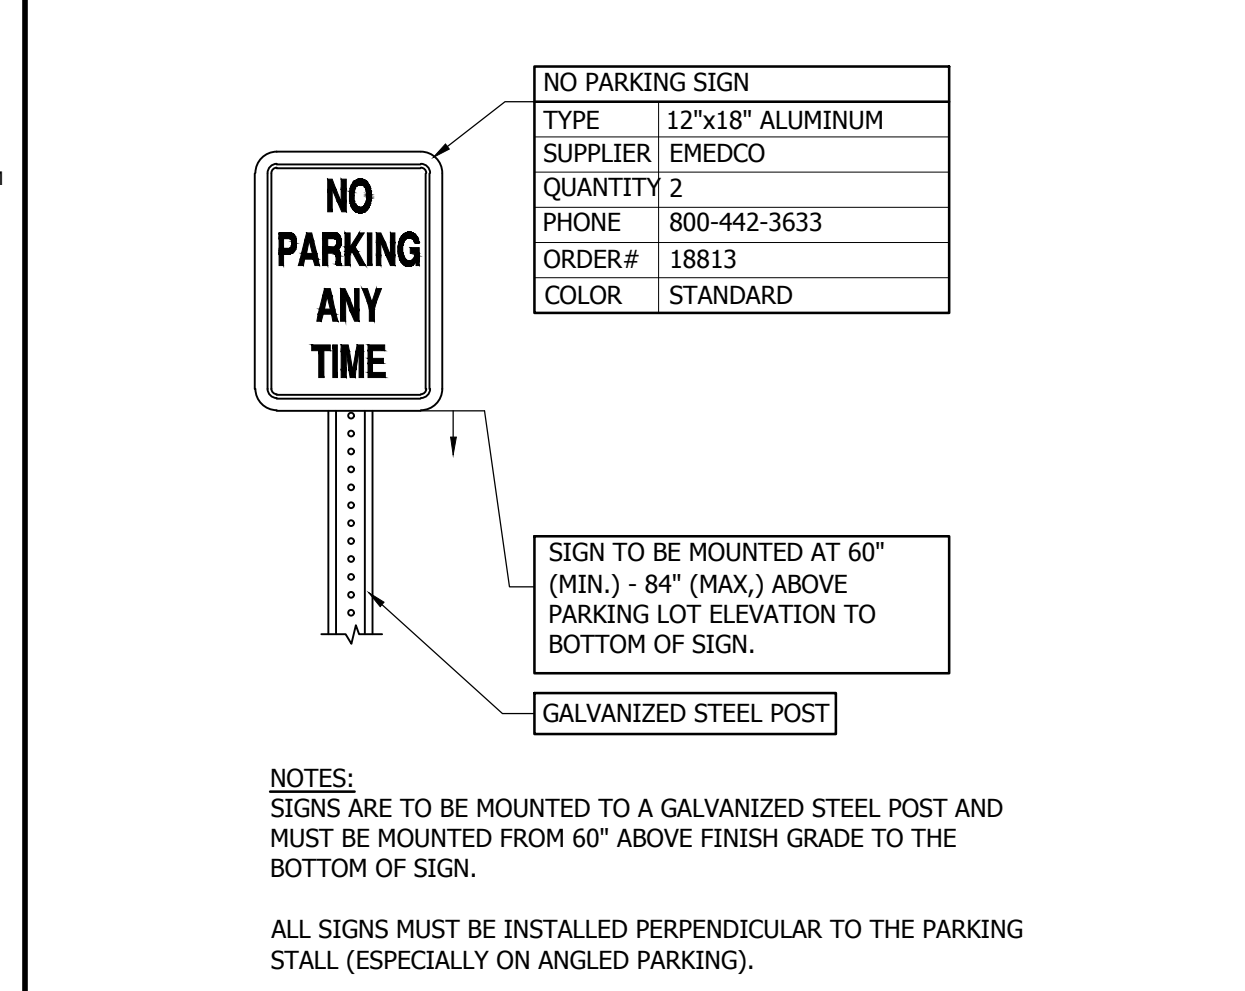 NO
PARKING
ANY
TIME
NO PARKING SIGN
TYPE 12"x18" ALUMINUM
SUPPLIER EMEDCO
QUANTITY 2
PHONE 800-442-3633
ORDER# 18813
COLOR STANDARD
SIGN TO BE MOUNTED AT 60"
(MIN.) - 84" (MAX,) ABOVE
PARKING LOT ELEVATION TO
BOTTOM OF SIGN.
GALVANIZED STEEL POST
NOTES:
SIGNS ARE TO BE MOUNTED TO A GALVANIZED STEEL POST AND
MUST BE MOUNTED FROM 60" ABOVE FINISH GRADE TO THE
BOTTOM OF SIGN.
ALL SIGNS MUST BE INSTALLED PERPENDICULAR TO THE PARKING
STALL (ESPECIALLY ON ANGLED PARKING).